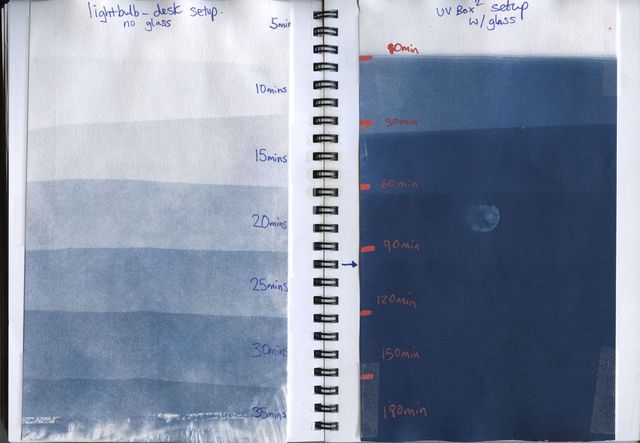 lightbulb - desk setup.
no glass
5min
10mins
15mins
20mins
25mins
30mins
35mins
UV Box² setup
w/glass
30min
60min
90min
120min
150min
180min